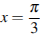 x = π/3